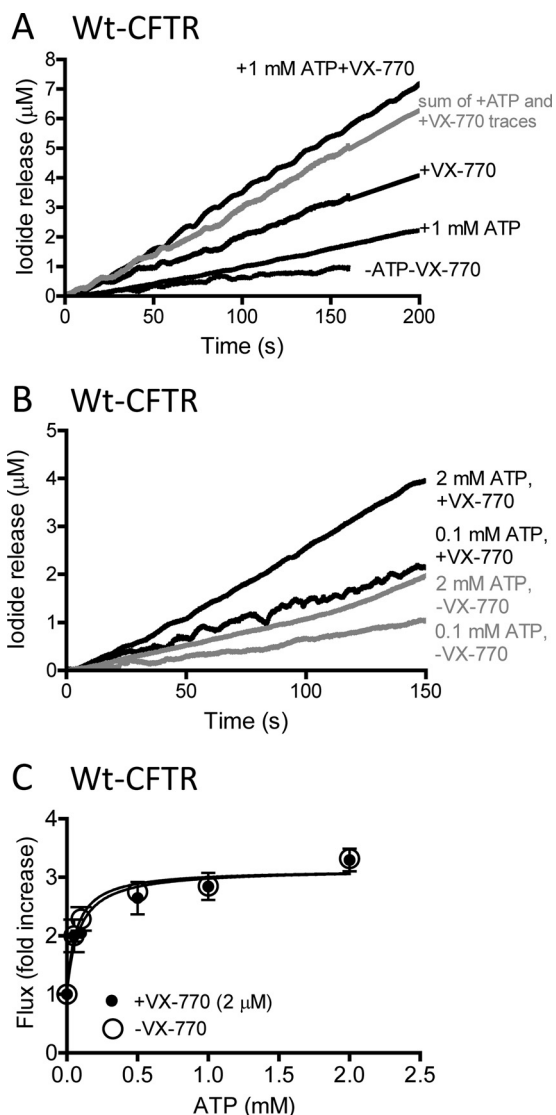 A Wt-CFTR
8
7
6
5
4
3
2
1
0
Iodide release (μM)
+1 mM ATP+VX-770
sum of +ATP and
+VX-770 traces
+VX-770
+1 mM ATP
-ATP-VX-770
0 50 100 150 200
Time (s)
B Wt-CFTR
5
4
3
2
1
0
Iodide release (μM)
2 mM ATP,
+VX-770
0.1 mM ATP,
+VX-770
2 mM ATP,
-VX-770
0.1 mM ATP,
-VX-770
0 50 100 150
Time (s)
C Wt-CFTR
4
3
2
1
0
Flux (fold increase)
+VX-770 (2 μM)
-VX-770
0.0 0.5 1.0 1.5 2.0 2.5
ATP (mM)